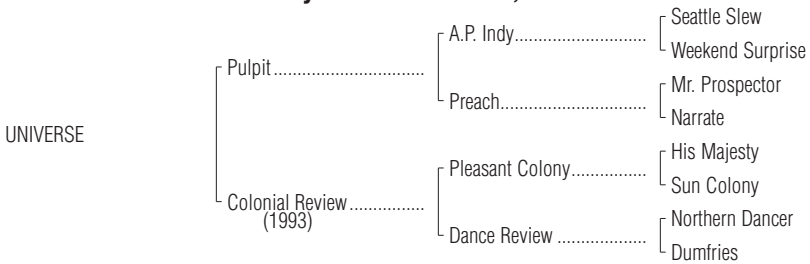 Seattle Slew
A.P. Indy..............................
Weekend Surprise
Pulpit..................................
Mr. Prospector
Preach.................................
Narrate
UNIVERSE
His Majesty
Pleasant Colony.................
Sun Colony
Colonial Review.................
(1993)
Northern Dancer
Dance Review ....................
Dumfries